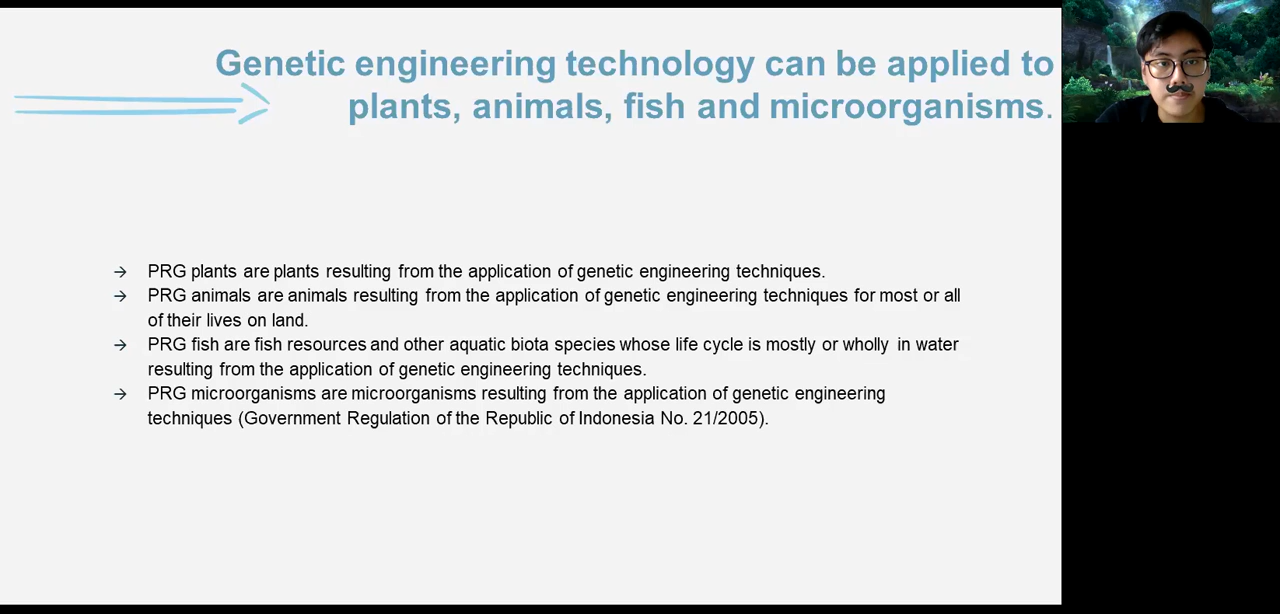 Genetic engineering technology can be applied to
plants, animals, fish and microorganisms.
→ PRG plants are plants resulting from the application of genetic engineering techniques.
→ PRG animals are animals resulting from the application of genetic engineering techniques for most or all
of their lives on land.
→ PRG fish are fish resources and other aquatic biota species whose life cycle is mostly or wholly in water
resulting from the application of genetic engineering techniques.
→ PRG microorganisms are microorganisms resulting from the application of genetic engineering
techniques (Government Regulation of the Republic of Indonesia No. 21/2005).